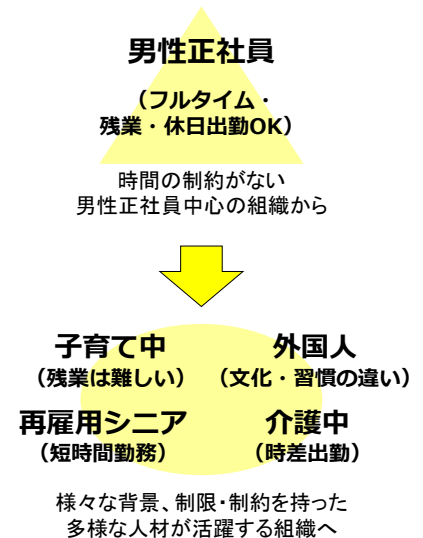 男性正社員
（フルタイム・
残業・休日出勤OK）
時間の制約がない
男性正社員中心の組織から
子育て中
（残業は難しい）
外国人
（文化・習慣の違い）
再雇用シニア
（短時間勤務）
介護中
（時差出勤）
様々な背景、制限・制約を持った
多様な人材が活躍する組織へ